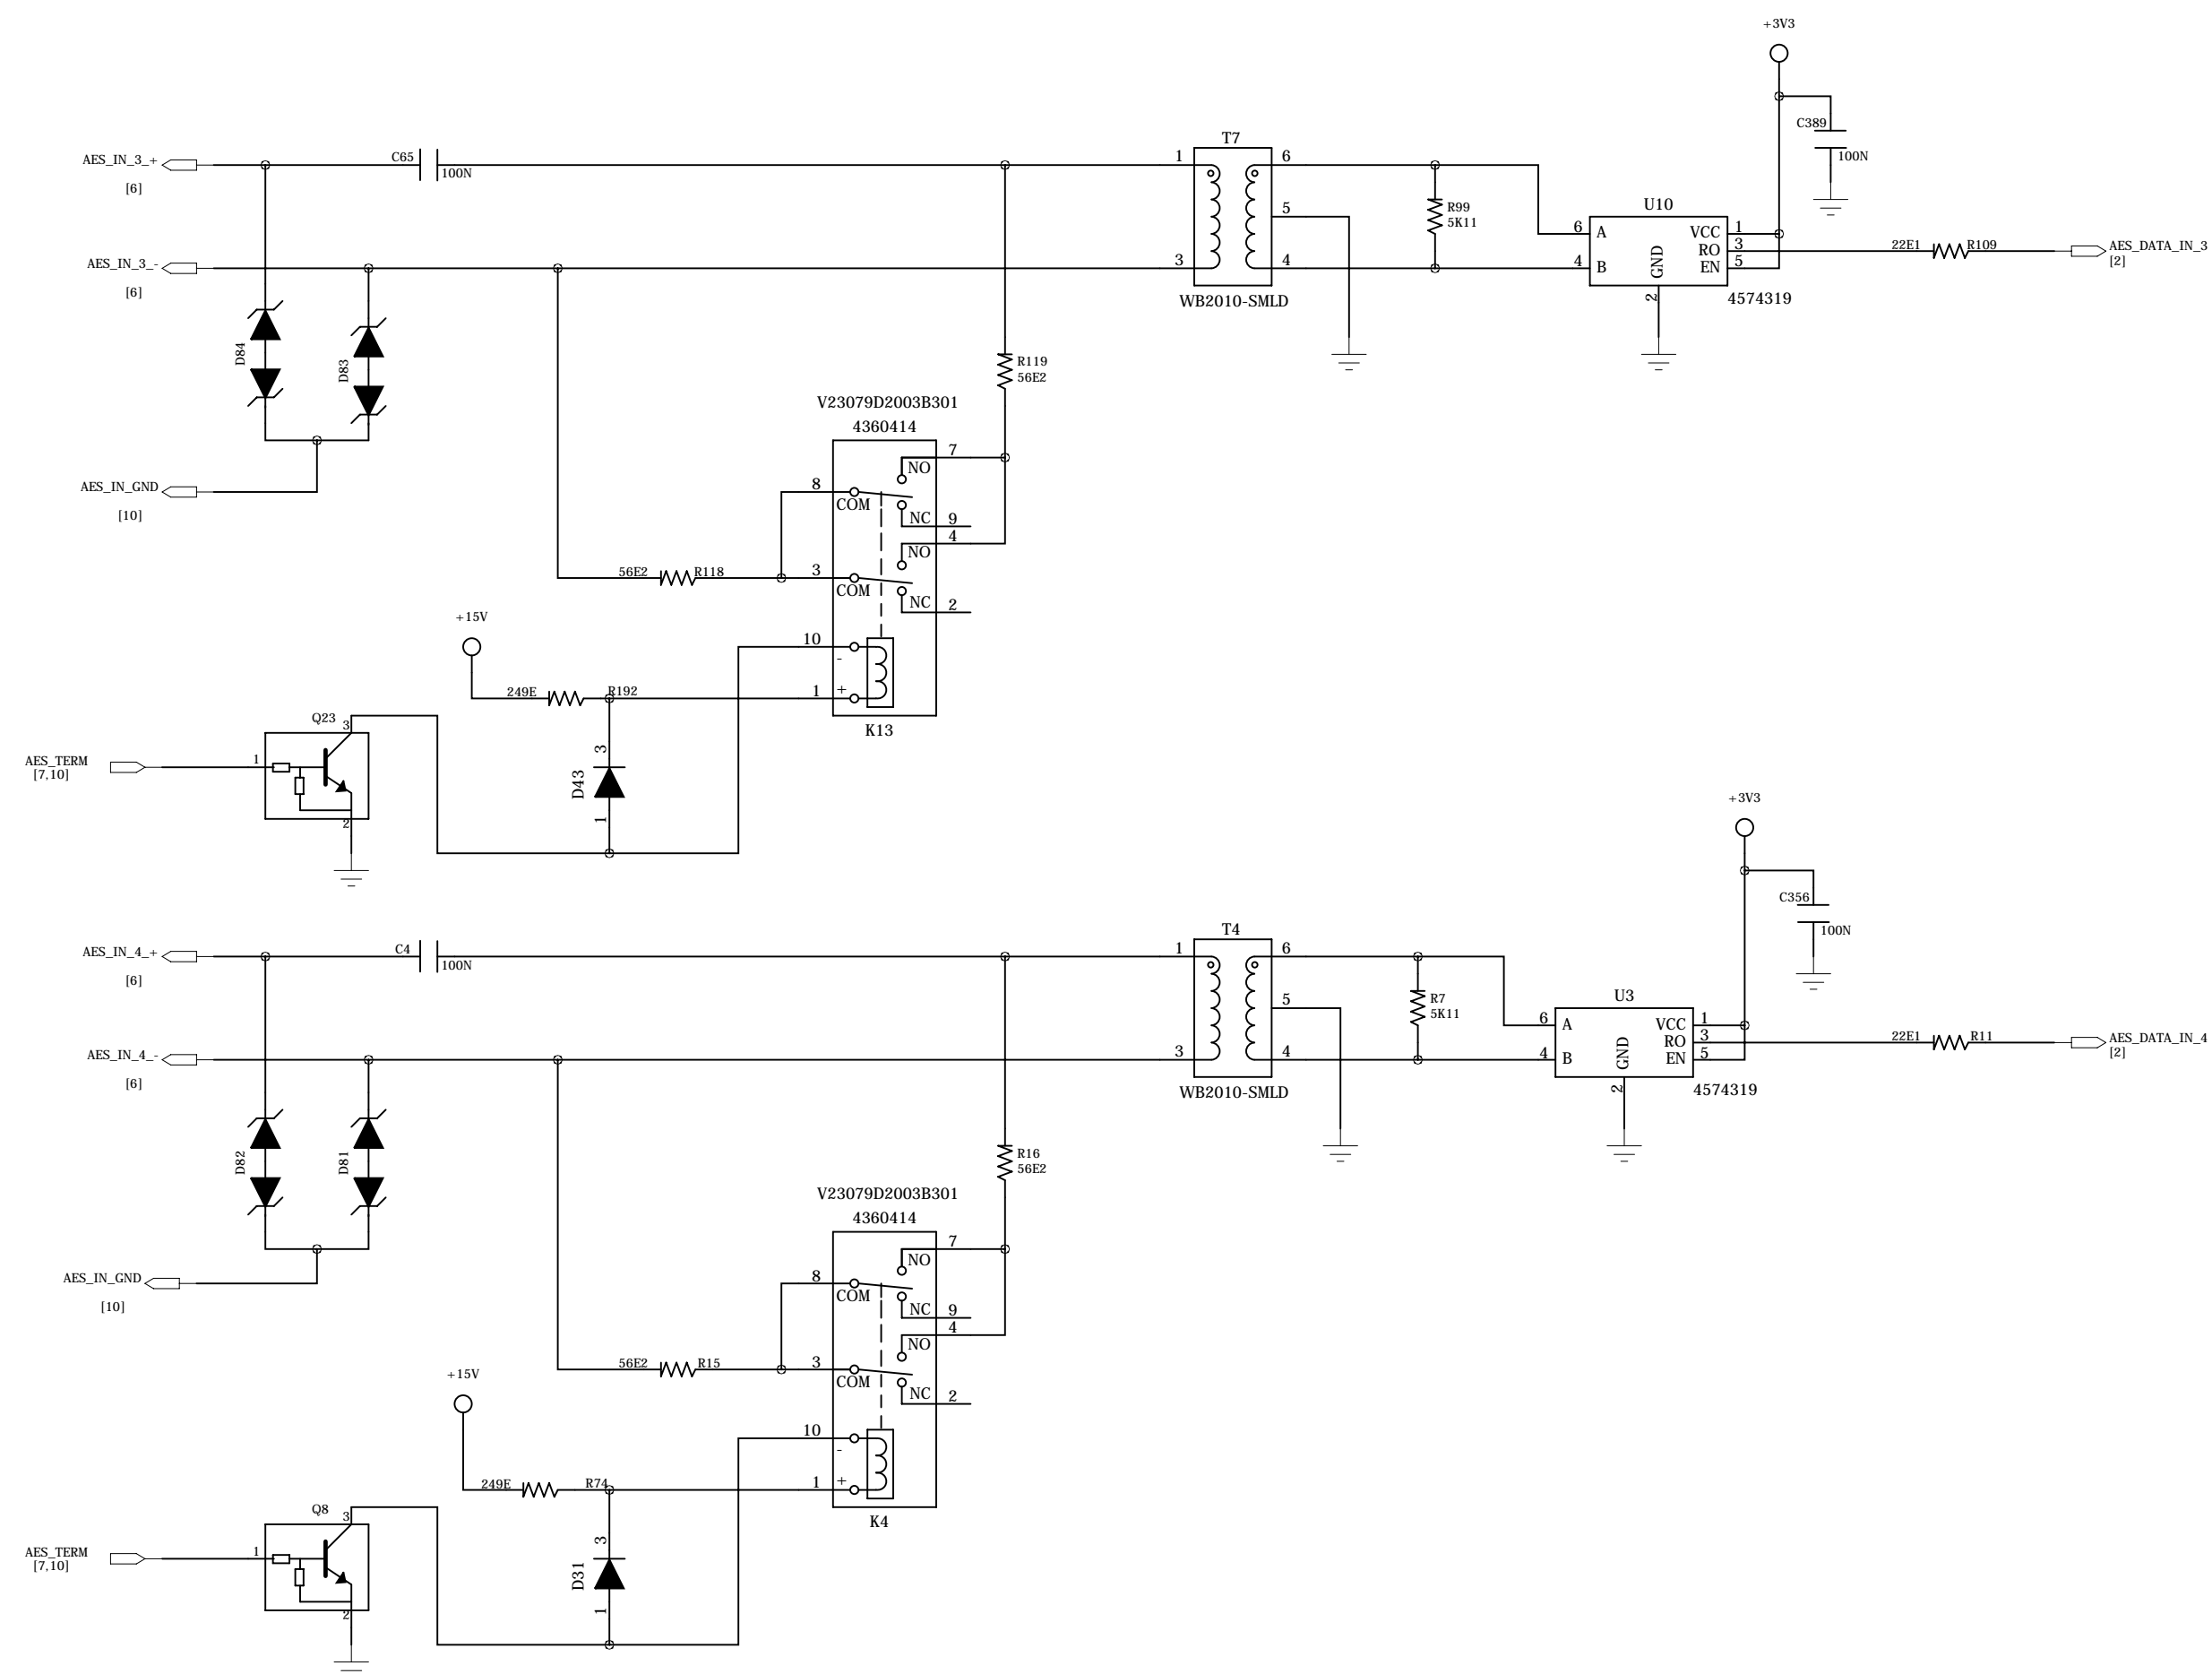 +3V3
C389
100N
T7
AES_IN_3_+
[6]
C65
100N
1
6
5
3
4
WB2010-SMLD
R99
5K11
U10
6
A
VCC
1
RO
3
4
B
EN
5
GND
2
4574319
22E1
R109
AES_DATA_IN_3
[2]
AES_IN_3_-
[6]
D84
D83
R119
56E2
AES_IN_GND
[10]
V23079D2003B301
4360414
7
NO
8
COM
NC
9
4
NO
56E2
R118
3
COM
NC
2
+15V
10
-
249E
R192
1
+
K13
Q23
3
AES_TERM
[7,10]
1
2
3
D43
1
+3V3
C356
100N
T4
AES_IN_4_+
[6]
C4
100N
1
6
5
3
4
WB2010-SMLD
R7
5K11
U3
6
A
VCC
1
RO
3
4
B
EN
5
GND
2
4574319
22E1
R11
AES_DATA_IN_4
[2]
AES_IN_4_-
[6]
D82
D81
R16
56E2
AES_IN_GND
[10]
V23079D2003B301
4360414
7
NO
8
COM
NC
9
4
NO
56E2
R15
3
COM
NC
2
+15V
10
-
249E
R74
1
+
K4
Q8
3
AES_TERM
[7,10]
1
2
3
D31
1